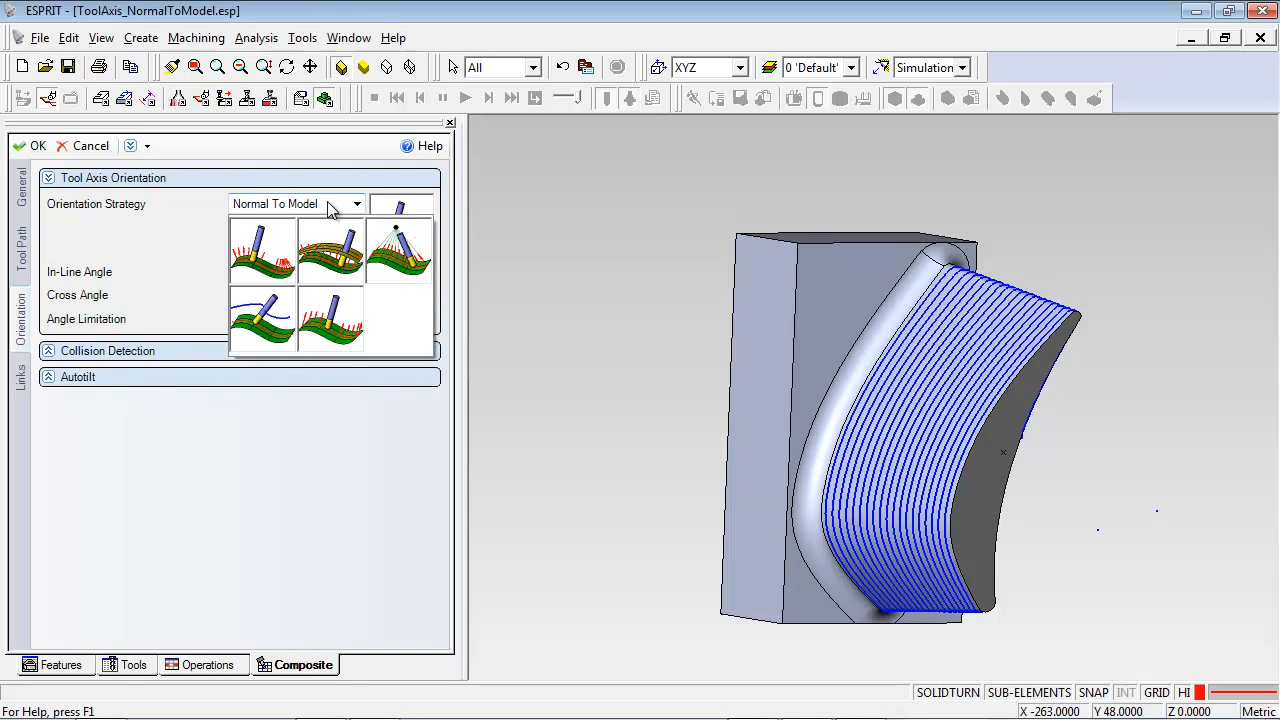 ESPRIT - [ToolAxis_NormalToModel.esp]
File Edit View Create Machining Analysis Tools Window Help
All XYZ 0 'Default' Simulation
OK Cancel Help
General
Tool Path
Orientation
Links
Tool Axis Orientation
Orientation Strategy Normal To Model
In-Line Angle
Cross Angle
Angle Limitation
Collision Detection
Autotilt
Features Tools Operations Composite
SOLIDTURN SUB-ELEMENTS SNAP INT GRID HI
For Help, press F1 X -263.0000 Y 48.0000 Z 0.0000 Metric